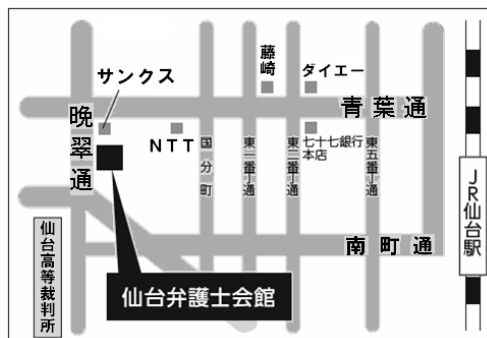 藤崎
ダイエー
サンクス
青葉通
晩翠通
NTT
国分町
東一番丁通
東二番丁通
七十七銀行
本店
東五番丁通
JR仙台駅
南町通
仙台高等裁判所
仙台弁護士会館